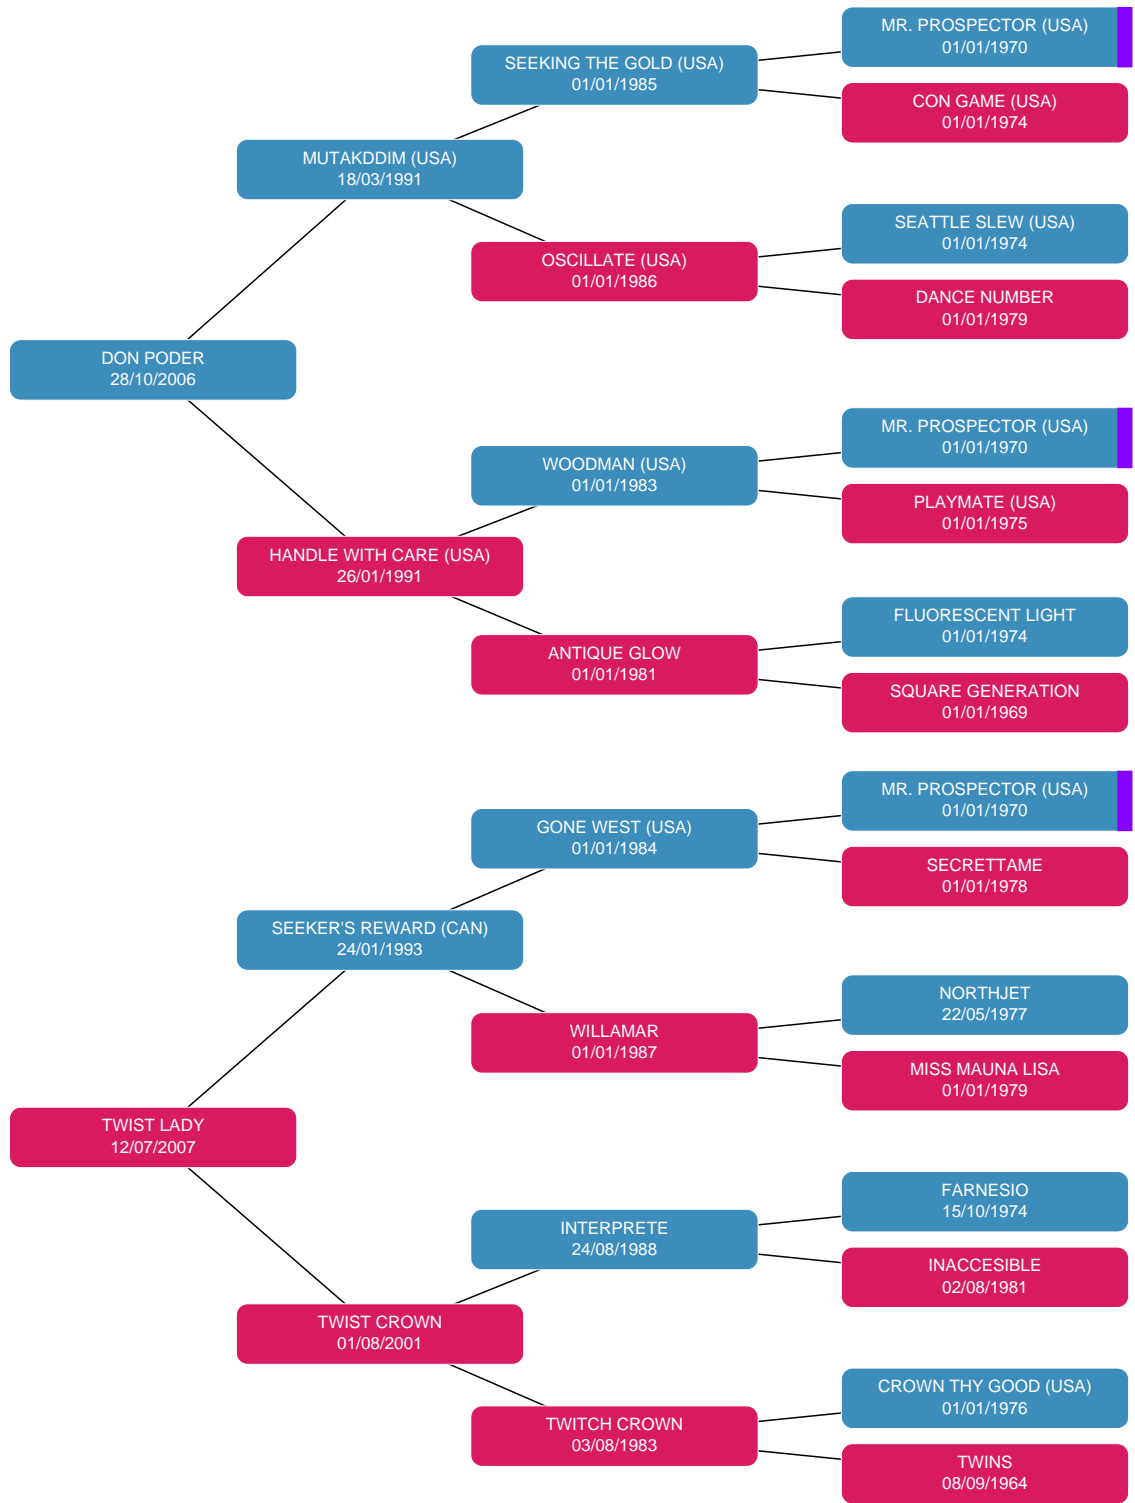 MR. PROSPECTOR (USA)
01/01/1970
SEEKING THE GOLD (USA)
01/01/1985
CON GAME (USA)
01/01/1974
MUTAKDDIM (USA)
18/03/1991
SEATTLE SLEW (USA)
01/01/1974
OSCILLATE (USA)
01/01/1986
DANCE NUMBER
01/01/1979
DON PODER
28/10/2006
MR. PROSPECTOR (USA)
01/01/1970
WOODMAN (USA)
01/01/1983
PLAYMATE (USA)
01/01/1975
HANDLE WITH CARE (USA)
26/01/1991
FLUORESCENT LIGHT
01/01/1974
ANTIQUE GLOW
01/01/1981
SQUARE GENERATION
01/01/1969
MR. PROSPECTOR (USA)
01/01/1970
GONE WEST (USA)
01/01/1984
SECRETTAME
01/01/1978
SEEKER'S REWARD (CAN)
24/01/1993
NORTHJET
22/05/1977
WILLAMAR
01/01/1987
MISS MAUNA LISA
01/01/1979
TWIST LADY
12/07/2007
FARNESIO
15/10/1974
INTERPRETE
24/08/1988
INACCESIBLE
02/08/1981
TWIST CROWN
01/08/2001
CROWN THY GOOD (USA)
01/01/1976
TWITCH CROWN
03/08/1983
TWINS
08/09/1964